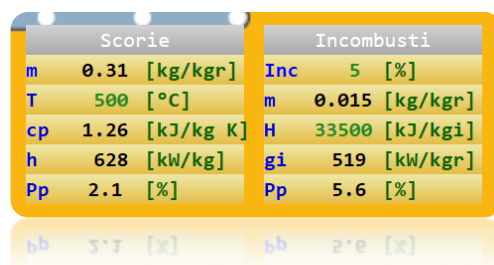 Scorie
m 0.31 [kg/kgr]
T 500 [°C]
cp 1.26 [kJ/kg K]
h 628 [kW/kg]
Pp 2.1 [%]
Incombusti
Inc 5 [%]
m 0.015 [kg/kgr]
H 33500 [kJ/kgi]
gi 519 [kW/kgr]
Pp 5.6 [%]